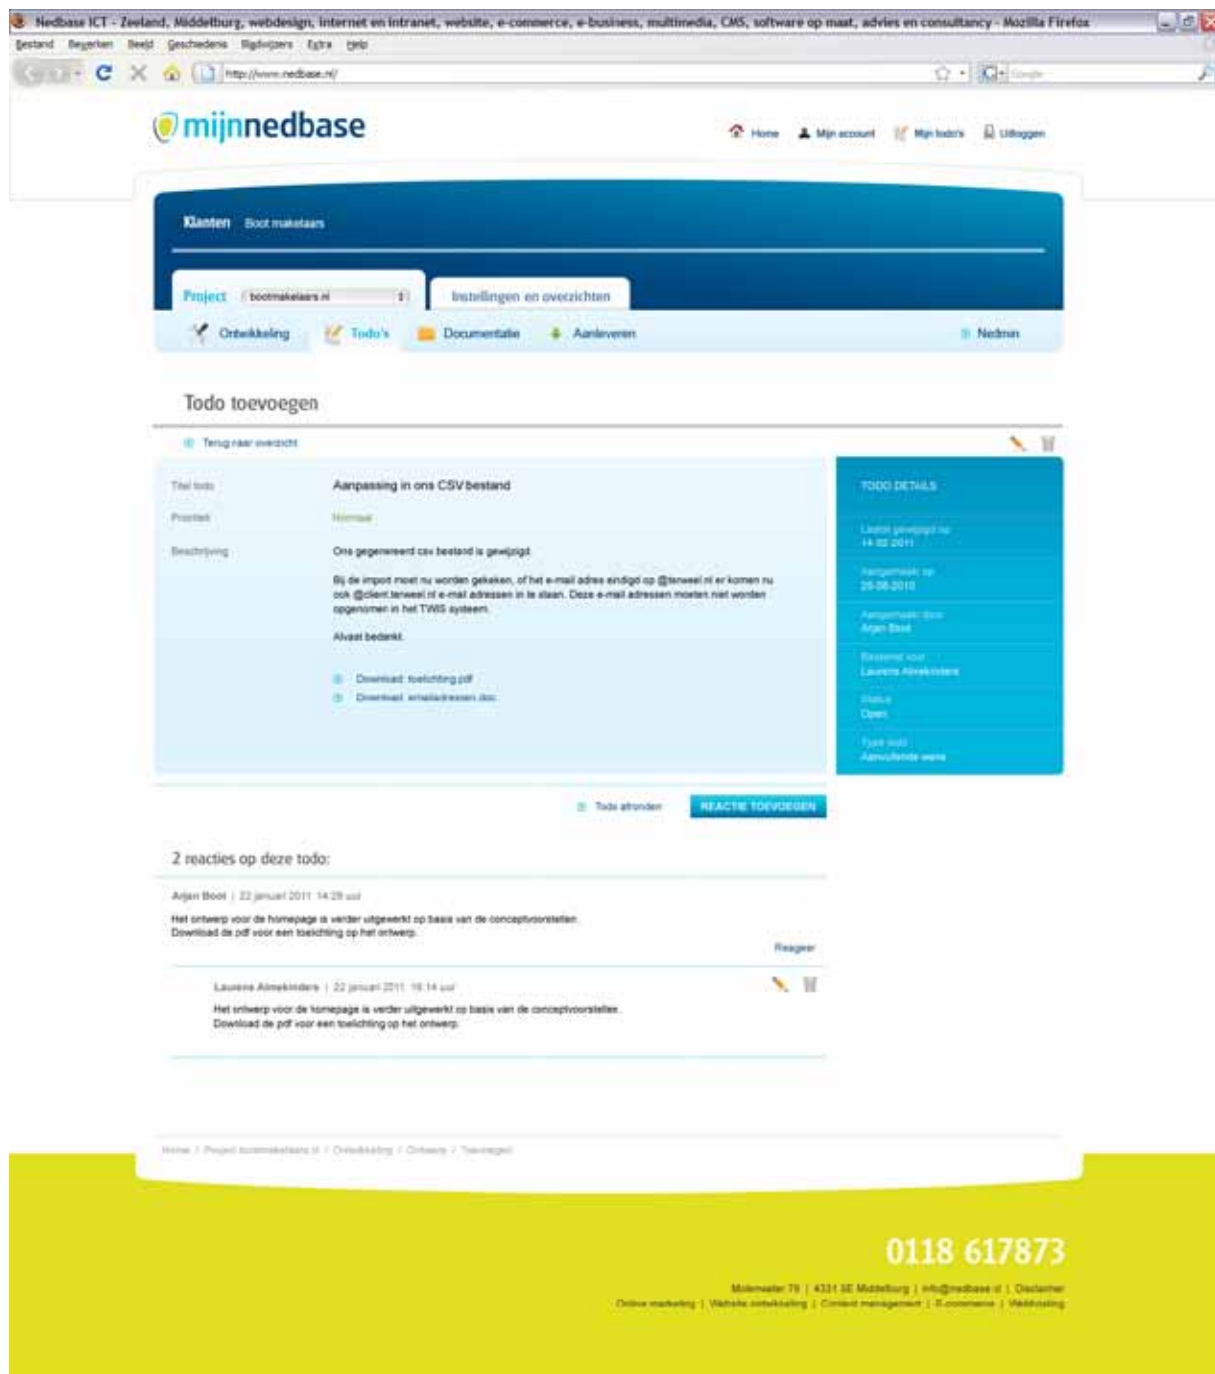 Nedbase ICT - Zeeland, Middelburg, webdesign, internet en intranet, website, e-commerce, e-business, multimedia, CMS, software op maat, advies en consultancy - Mozilla Firefox
Bestand Bewerken Beeld Geschiedenis Bladwijzers Extra Help
http://www.nedbase.nl/
Google
mijnnedbase
Home Mijn account Mijn todo's Uitloggen
Klanten Boot makelaars
Project bootmakelaars.nl Instellingen en overzichten
Ontwikkeling Todo's Documentatie Aanleveren Nedmin
Todo toevoegen
Terug naar overzicht
Titel todo Aanpassing in ons CSV bestand
Prioriteit Normaal
Beschrijving Ons gegenereerd csv bestand is gewijzigd.
Bij de import moet nu worden gekeken, of het e-mail adres eindigd op @terweel.nl er komen nu
ook @client.terweel.nl e-mail adressen in te staan. Deze e-mail adressen moeten niet worden
opgenomen in het TWIS systeem.
Alvast bedankt.
Download: toelichting.pdf
Download: emailadressen.doc
TODO DETAILS
Laatst gewijzigd op
14-02-2011
Aangemaakt op
Aangemaakt door
Arjan Boot
Bestemd voor
Laurens Almekinders
Status
Open
Type todo
Aanvullende wens
Todo afronden REACTIE TOEVOEGEN
2 reacties op deze todo:
Arjan Boot | 22 januari 2011 14:28 uur
Het ontwerp voor de homepage is verder uitgewerkt op basis van de conceptvoorstellen.
Download de pdf voor een toelichting op het ontwerp.
Reageer
Laurens Almekinders | 22 januari 2011 16:14 uur
Het ontwerp voor de homepage is verder uitgewerkt op basis van de conceptvoorstellen.
Download de pdf voor een toelichting op het ontwerp.
Home / Project bootmakelaars.nl / Ontwikkeling / Ontwerp / Toevoegen
0118 617873
Molenwater 79 | 4331 SE Middelburg | info@nedbase.nl | Disclaimer
Online marketing | Website ontwikkeling | Content management | E-commerce | Webhosting